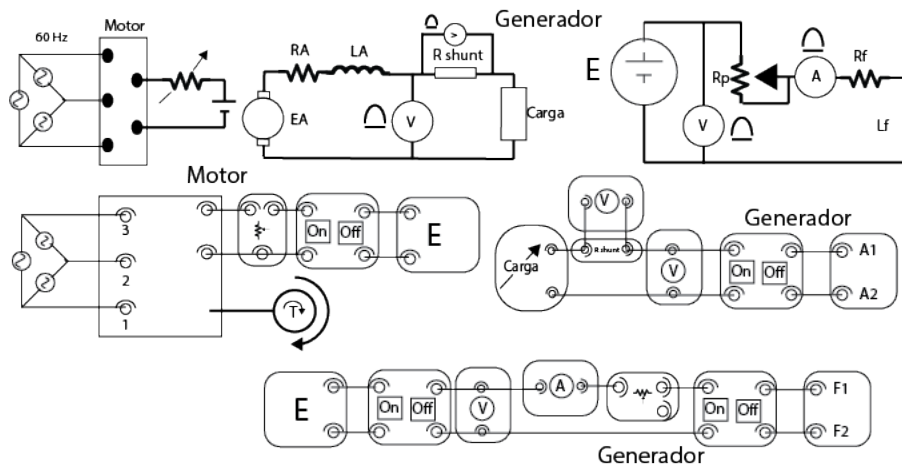 Motor
60 Hz
Generador
RA
LA
R shunt
V
EA
V
Carga
E
Rp
A
Rf
V
Lf
Motor
3
2
1
On
Off
E
T
V
Generador
Carga
R shunt
V
On
Off
A1
A2
E
On
Off
V
A
On
Off
F1
F2
Generador